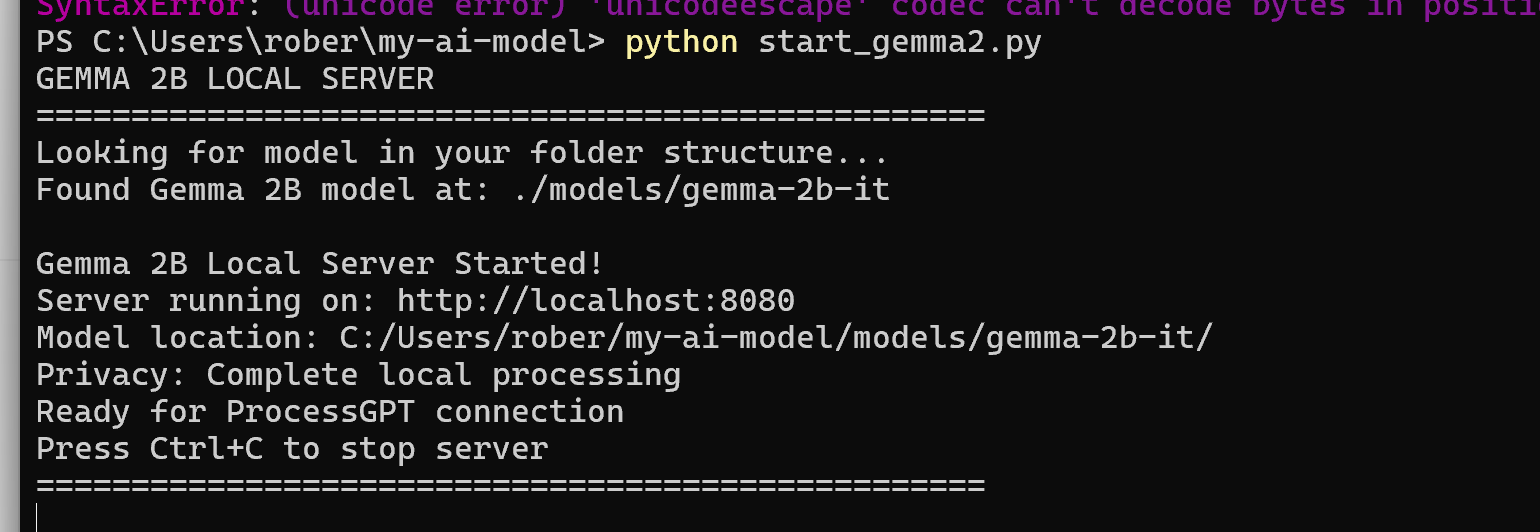 SyntaxError: (unicode error) 'unicodeescape' codec can't decode bytes in positi
PS C:\Users\rober\my-ai-model> python start_gemma2.py
GEMMA 2B LOCAL SERVER
==================================================
Looking for model in your folder structure...
Found Gemma 2B model at: ./models/gemma-2b-it
Gemma 2B Local Server Started!
Server running on: http://localhost:8080
Model location: C:/Users/rober/my-ai-model/models/gemma-2b-it/
Privacy: Complete local processing
Ready for ProcessGPT connection
Press Ctrl+C to stop server
==================================================